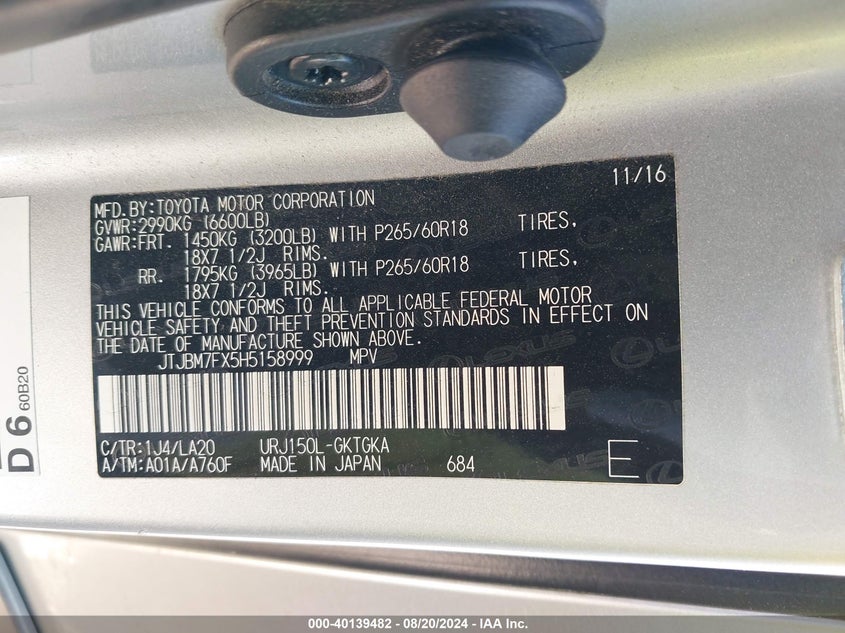 11/16
MFD.BY:TOYOTA MOTOR CORPORATION
GVWR:2990KG (6600LB)
GAWR:FRT. 1450KG (3200LB) WITH P265/60R18 TIRES,
18X7 1/2J RIMS.
RR. 1795KG (3965LB) WITH P265/60R18 TIRES,
18X7 1/2J RIMS.
THIS VEHICLE CONFORMS TO ALL APPLICABLE FEDERAL MOTOR
VEHICLE SAFETY AND THEFT PREVENTION STANDARDS IN EFFECT ON
THE DATE OF MANUFACTURE SHOWN ABOVE.
JTJBM7FX5H5158999 MPV
C/TR:1J4/LA20 URJ150L-GKTGKA
A/TM:A01A/A760F MADE IN JAPAN 684 E
LEXUS
D 6 60B20
000-40139482 - 08/20/2024 - IAA Inc.